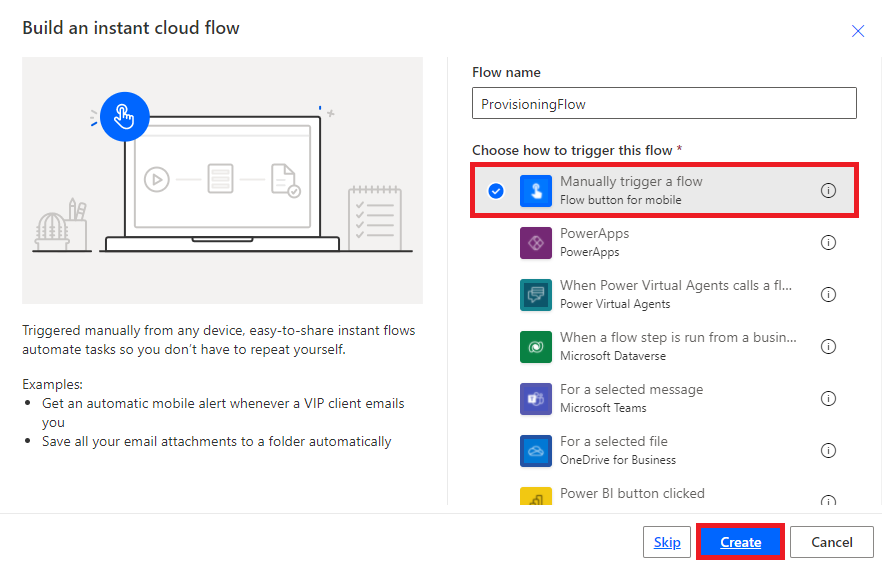 Build an instant cloud flow
Triggered manually from any device, easy-to-share instant flows
automate tasks so you don't have to repeat yourself.
Examples:
Get an automatic mobile alert whenever a VIP client emails
you
Save all your email attachments to a folder automatically
Flow name
ProvisioningFlow
Choose how to trigger this flow *
Manually trigger a flow
Flow button for mobile
PowerApps
PowerApps
When Power Virtual Agents calls a fl...
Power Virtual Agents
When a flow step is run from a busin...
Microsoft Dataverse
For a selected message
Microsoft Teams
For a selected file
OneDrive for Business
Power BI button clicked
Skip
Create
Cancel